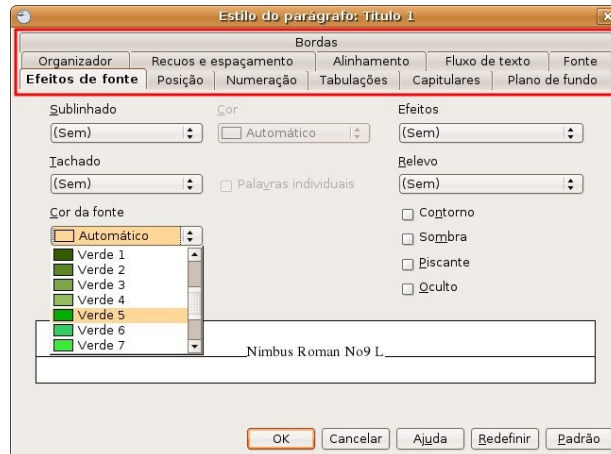 Estilo do parágrafo: Título 1
Bordas
Organizador Recuos e espaçamento Alinhamento Fluxo de texto Fonte
Efeitos de fonte Posição Numeração Tabulações Capitulares Plano de fundo
Sublinhado Cor Efeitos
(Sem) Automático (Sem)
Tachado Relevo
(Sem) Palavras individuais (Sem)
Cor da fonte Contorno
Automático Sombra
Verde 1 Piscante
Verde 2 Oculto
Verde 3
Verde 4
Verde 5
Verde 6
Verde 7
Nimbus Roman No9 L
OK Cancelar Ajuda Redefinir Padrão